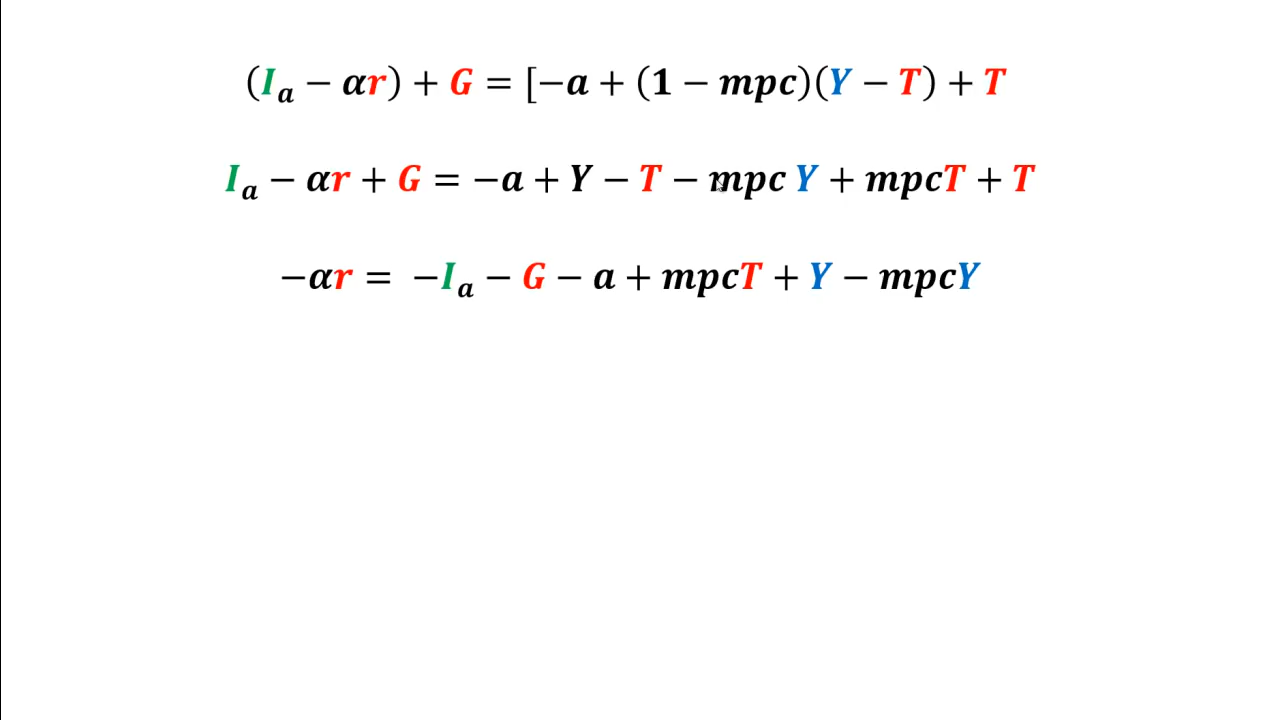 (Iₐ − αr) + G = [−a + (1 − mpc)(Y − T) + T
Iₐ − αr + G = −a + Y − T − mpc Y + mpcT + T
−αr = −Iₐ − G − a + mpcT + Y − mpcY